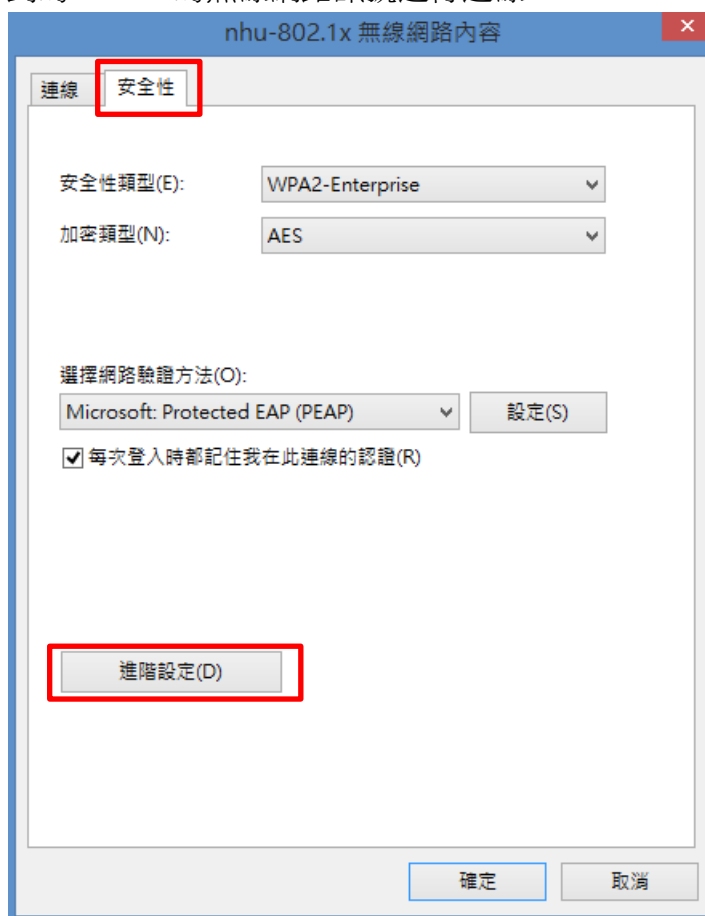 nhu-802.1x 無線網路內容
連線 安全性
安全性類型(E): WPA2-Enterprise
加密類型(N): AES
選擇網路驗證方法(O):
Microsoft: Protected EAP (PEAP) 設定(S)
每次登入時都記住我在此連線的認證(R)
進階設定(D)
確定 取消